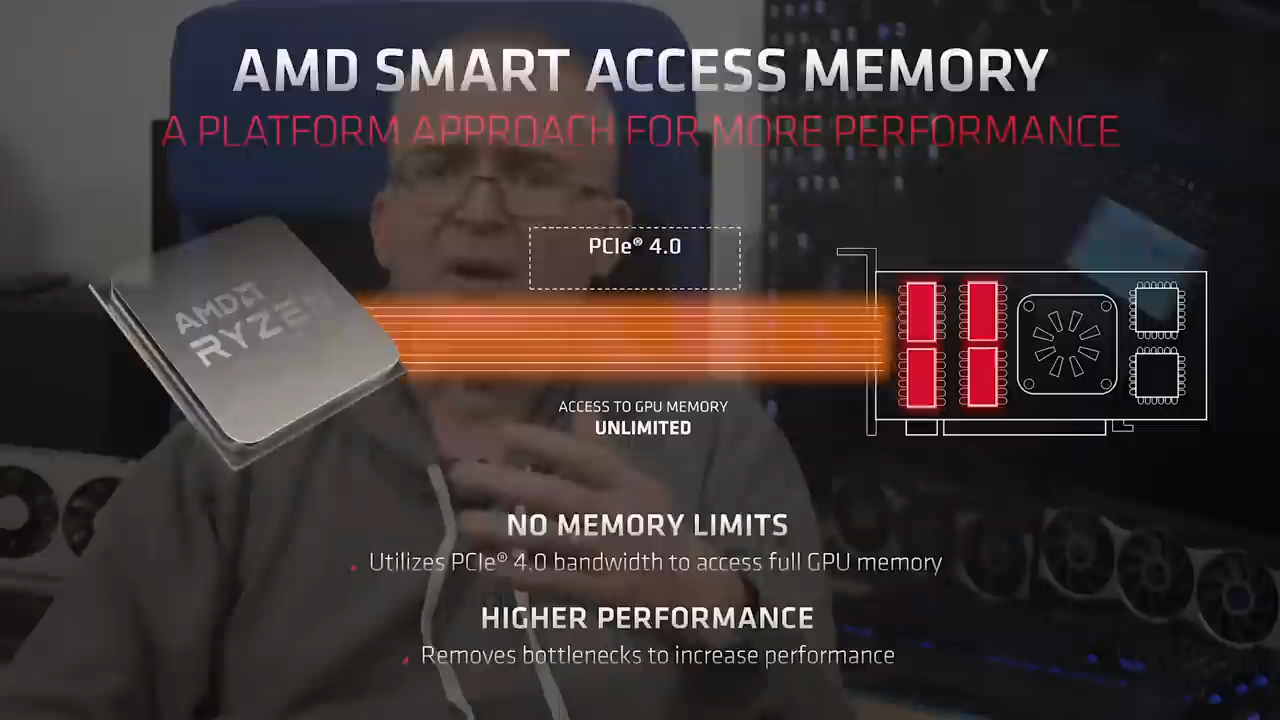 AMD SMART ACCESS MEMORY
A PLATFORM APPROACH FOR MORE PERFORMANCE
PCIe® 4.0
AMD
RYZEN
ACCESS TO GPU MEMORY
UNLIMITED
NO MEMORY LIMITS
Utilizes PCIe® 4.0 bandwidth to access full GPU memory
HIGHER PERFORMANCE
Removes bottlenecks to increase performance